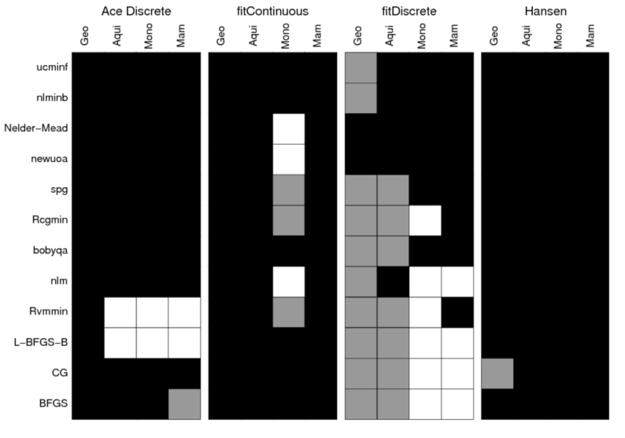 Ace Discrete fitContinuous fitDiscrete Hansen
Geo Aqui Mono Mam Geo Aqui Mono Mam Geo Aqui Mono Mam Geo Aqui Mono Mam
ucminf
nlminb
Nelder−Mead
newuoa
spg
Rcgmin
bobyqa
nlm
Rvmmin
L−BFGS−B
CG
BFGS